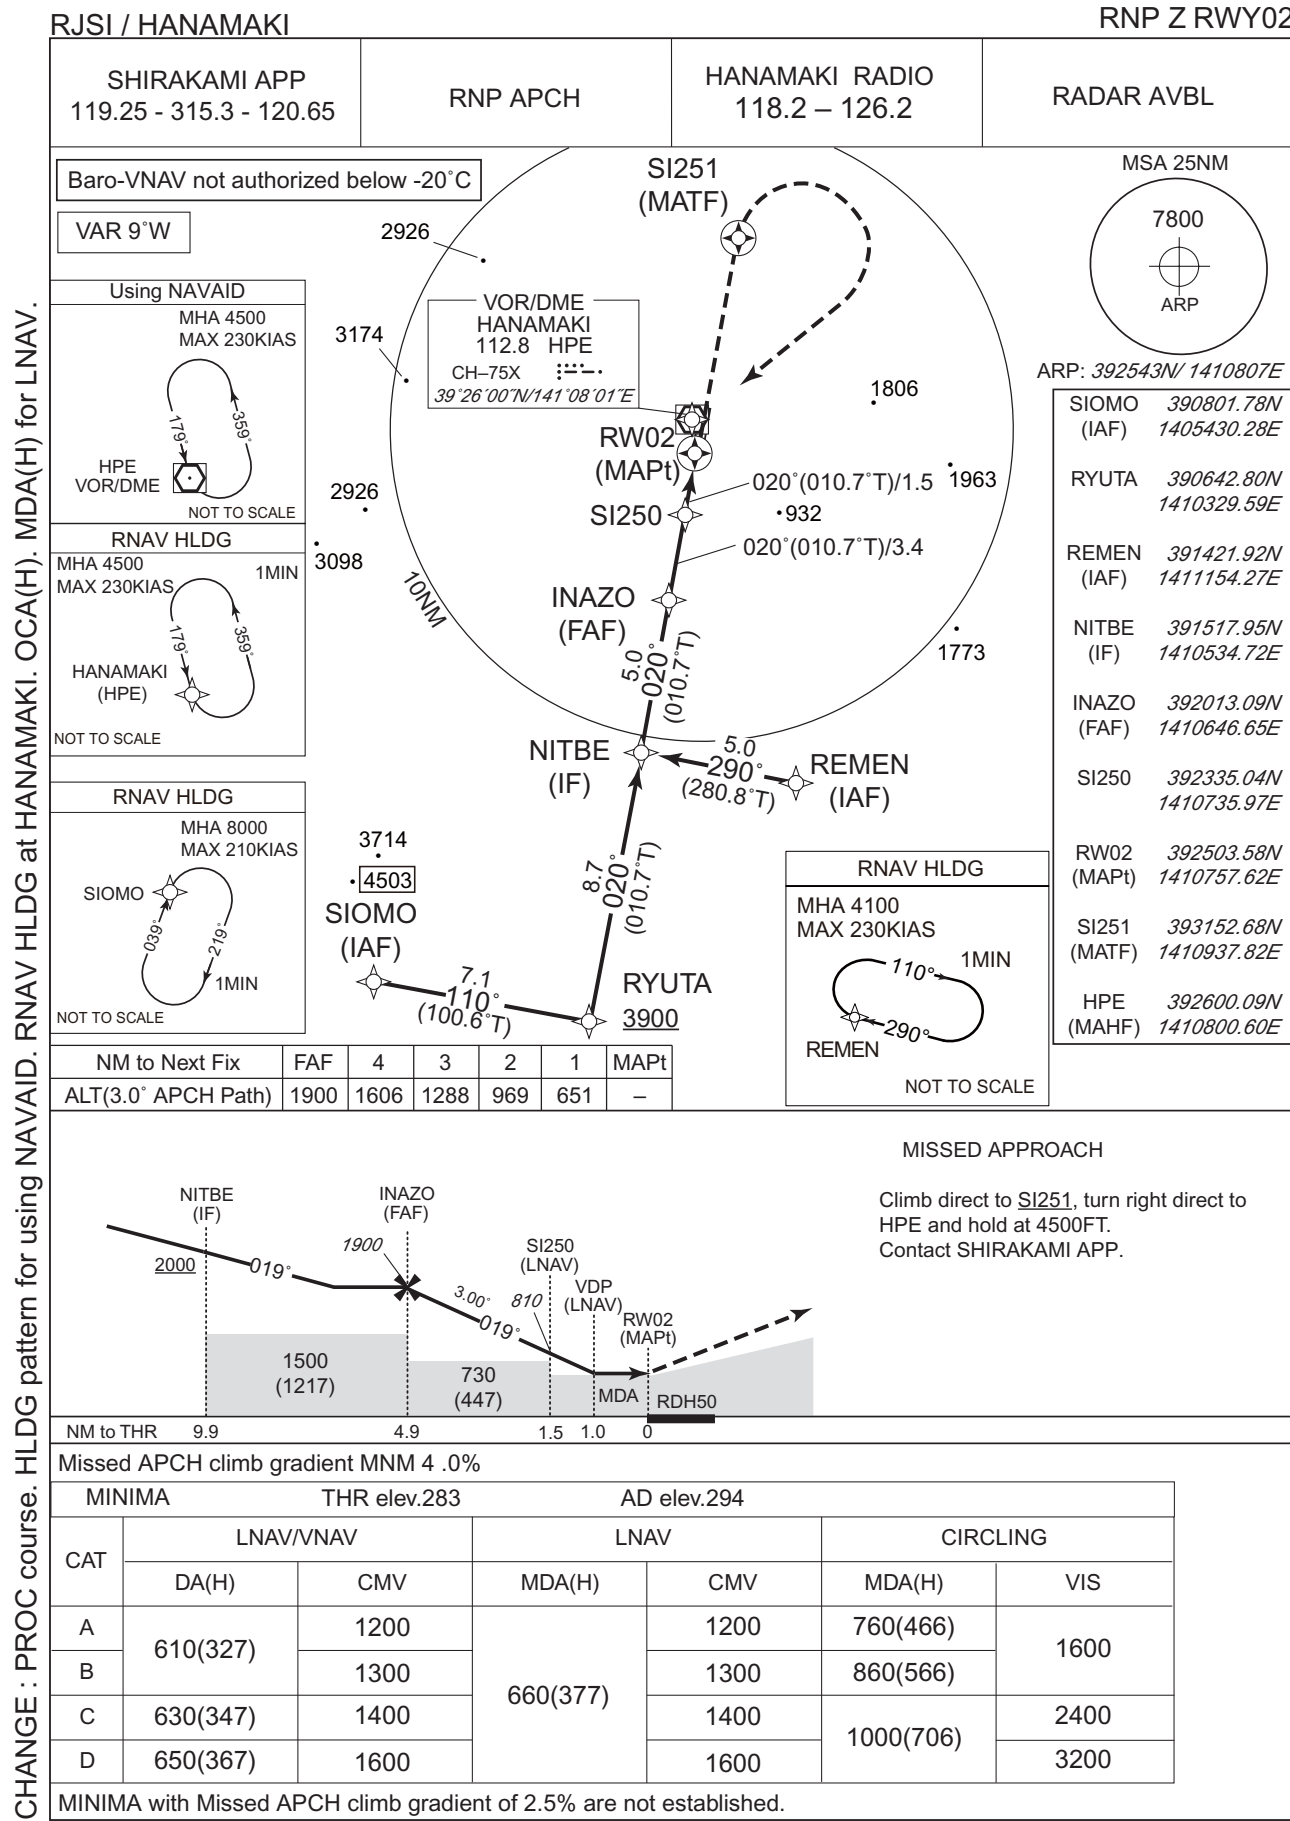 RJSI / HANAMAKI
RNP Z RWY02
SHIRAKAMI APP
119.25 - 315.3 - 120.65
RNP APCH
HANAMAKI RADIO
118.2 – 126.2
RADAR AVBL
Baro-VNAV not authorized below -20˚C
VAR 9˚W
SI251
(MATF)
MSA 25NM
7800
ARP
ARP: 392543N/ 1410807E
2926
3174
VOR/DME
HANAMAKI
112.8 HPE
CH–75X
39˚26´00˝N/141˚08´01˝E
1806
RW02
(MAPt)
020˚(010.7˚T)/1.5
1963
SI250
932
020˚(010.7˚T)/3.4
2926
3098
10NM
INAZO
(FAF)
1773
5.0
020˚
(010.7˚T)
NITBE
(IF)
5.0
290˚
(280.8˚T)
REMEN
(IAF)
8.7
020˚
(010.7˚T)
3714
4503
SIOMO
(IAF)
7.1
110˚
(100.6˚T)
RYUTA
3900
Using NAVAID
MHA 4500
MAX 230KIAS
179˚
359˚
HPE
VOR/DME
NOT TO SCALE
RNAV HLDG
MHA 4500
MAX 230KIAS
1MIN
179˚
359˚
HANAMAKI
(HPE)
NOT TO SCALE
RNAV HLDG
MHA 8000
MAX 210KIAS
SIOMO
039˚
219˚
1MIN
NOT TO SCALE
RNAV HLDG
MHA 4100
MAX 230KIAS
110˚
1MIN
290˚
REMEN
NOT TO SCALE
SIOMO 390801.78N
(IAF) 1405430.28E
RYUTA 390642.80N
1410329.59E
REMEN 391421.92N
(IAF) 1411154.27E
NITBE 391517.95N
(IF) 1410534.72E
INAZO 392013.09N
(FAF) 1410646.65E
SI250 392335.04N
1410735.97E
RW02 392503.58N
(MAPt) 1410757.62E
SI251 393152.68N
(MATF) 1410937.82E
HPE 392600.09N
(MAHF) 1410800.60E
NM to Next Fix FAF 4 3 2 1 MAPt
ALT(3.0˚ APCH Path) 1900 1606 1288 969 651 –
MISSED APPROACH
Climb direct to SI251, turn right direct to
HPE and hold at 4500FT.
Contact SHIRAKAMI APP.
NITBE
(IF)
2000
019˚
INAZO
(FAF)
1900
3.00˚
019˚
SI250
(LNAV)
810
VDP
(LNAV)
RW02
(MAPt)
1500
(1217)
730
(447)
MDA
RDH50
NM to THR 9.9 4.9 1.5 1.0 0
Missed APCH climb gradient MNM 4 .0%
MINIMA THR elev.283 AD elev.294
CAT LNAV/VNAV LNAV CIRCLING
DA(H) CMV MDA(H) CMV MDA(H) VIS
A 610(327) 1200 660(377) 1200 760(466) 1600
B 1300 1300 860(566)
C 630(347) 1400 1400 1000(706) 2400
D 650(367) 1600 1600 3200
MINIMA with Missed APCH climb gradient of 2.5% are not established.
CHANGE : PROC course. HLDG pattern for using NAVAID. RNAV HLDG at HANAMAKI. OCA(H). MDA(H) for LNAV.